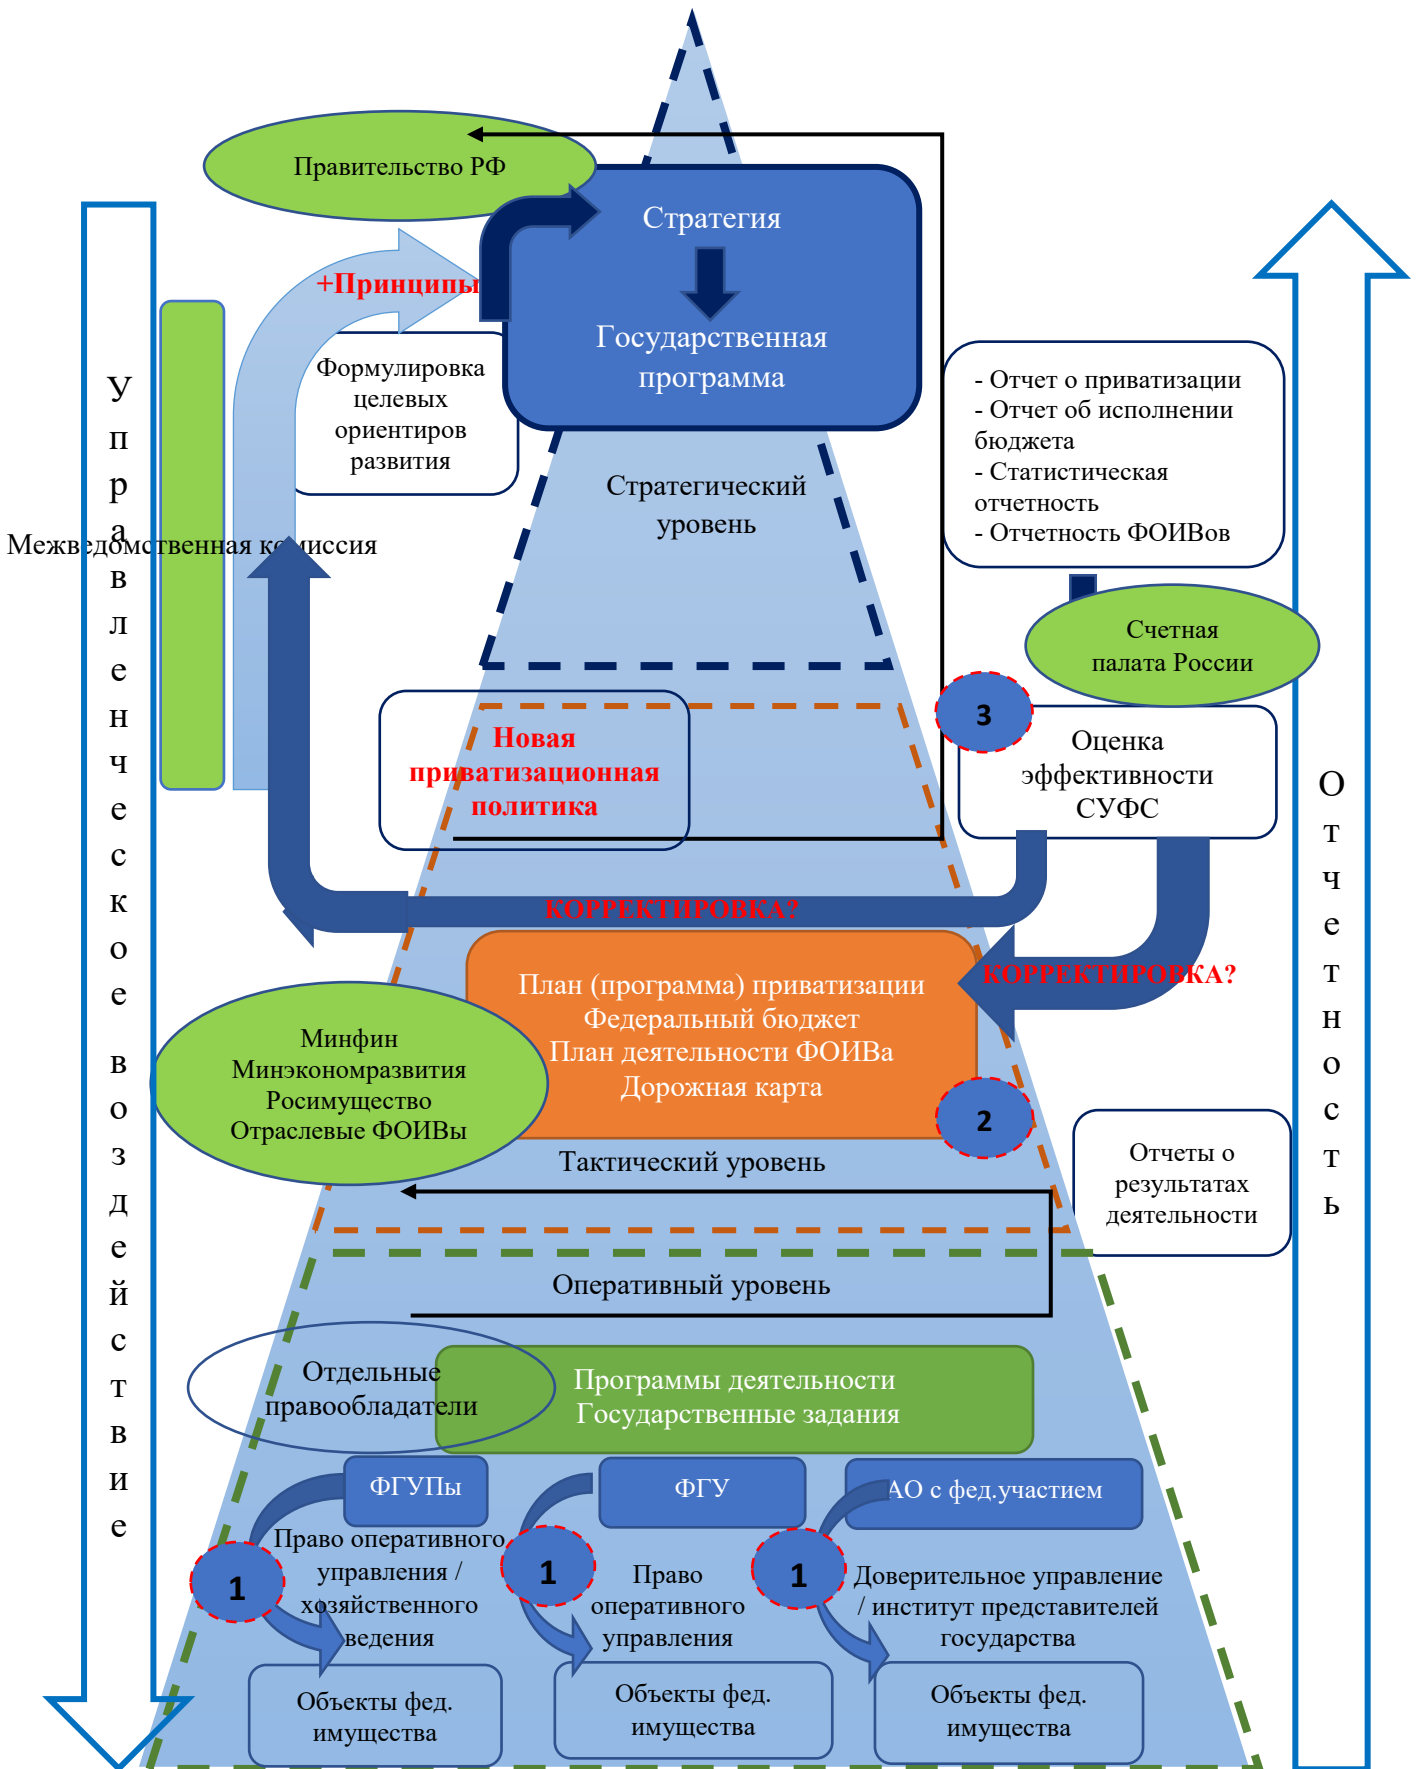 Правительство РФ
Стратегия
+Принципы
Государственная
программа
Формулировка
целевых
ориентиров
развития
- Отчет о приватизации
- Отчет об исполнении
бюджета
- Статистическая
отчетность
- Отчетность ФОИВов
Стратегический
уровень
Межведомственная комиссия
Управленческое воздействие
Счетная
палата России
3
Оценка
эффективности
СУФС
Новая
приватизационная
политика
Отчетность
КОРРЕКТИРОВКА?
КОРРЕКТИРОВКА?
План (программа) приватизации
Федеральный бюджет
План деятельности ФОИВа
Дорожная карта
Минфин
Минэкономразвития
Росимущество
Отраслевые ФОИВы
2
Тактический уровень
Отчеты о
результатах
деятельности
Оперативный уровень
Отдельные
правообладатели
Программы деятельности
Государственные задания
ФГУПы
ФГУ
АО с фед.участием
1
Право оперативного
управления /
хозяйственного
ведения
1
Право
оперативного
управления
1
Доверительное управление
/ институт представителей
государства
Объекты фед.
имущества
Объекты фед.
имущества
Объекты фед.
имущества